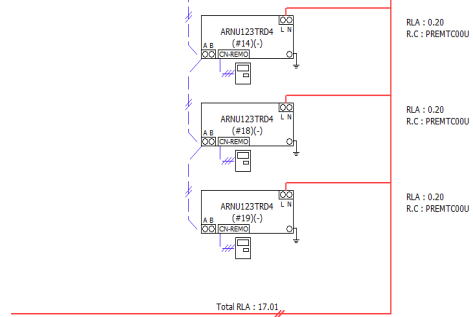 ARNU123TRD4
(#14)(-)
L N
A B
CN-REMO
RLA : 0.20
R.C : PREMTC00U
ARNU123TRD4
(#18)(-)
L N
A B
CN-REMO
RLA : 0.20
R.C : PREMTC00U
ARNU123TRD4
(#19)(-)
L N
A B
CN-REMO
RLA : 0.20
R.C : PREMTC00U
Total RLA : 17.01